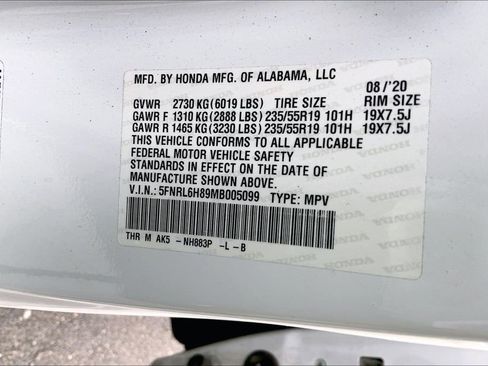 MFD. BY HONDA MFG. OF ALABAMA, LLC
08/'20
GVWR 2730 KG(6019 LBS) TIRE SIZE RIM SIZE
GAWR F 1310 KG(2888 LBS) 235/55R19 101H 19X7.5J
GAWR R 1465 KG(3230 LBS) 235/55R19 101H 19X7.5J
THIS VEHICLE CONFORMS TO ALL APPLICABLE
FEDERAL MOTOR VEHICLE SAFETY
STANDARDS IN EFFECT ON THE DATE OF
MANUFACTURE SHOWN ABOVE.
V.I.N.: 5FNRL6H89MB005099 TYPE: MPV
THR M AK5 -NH883P -L -B